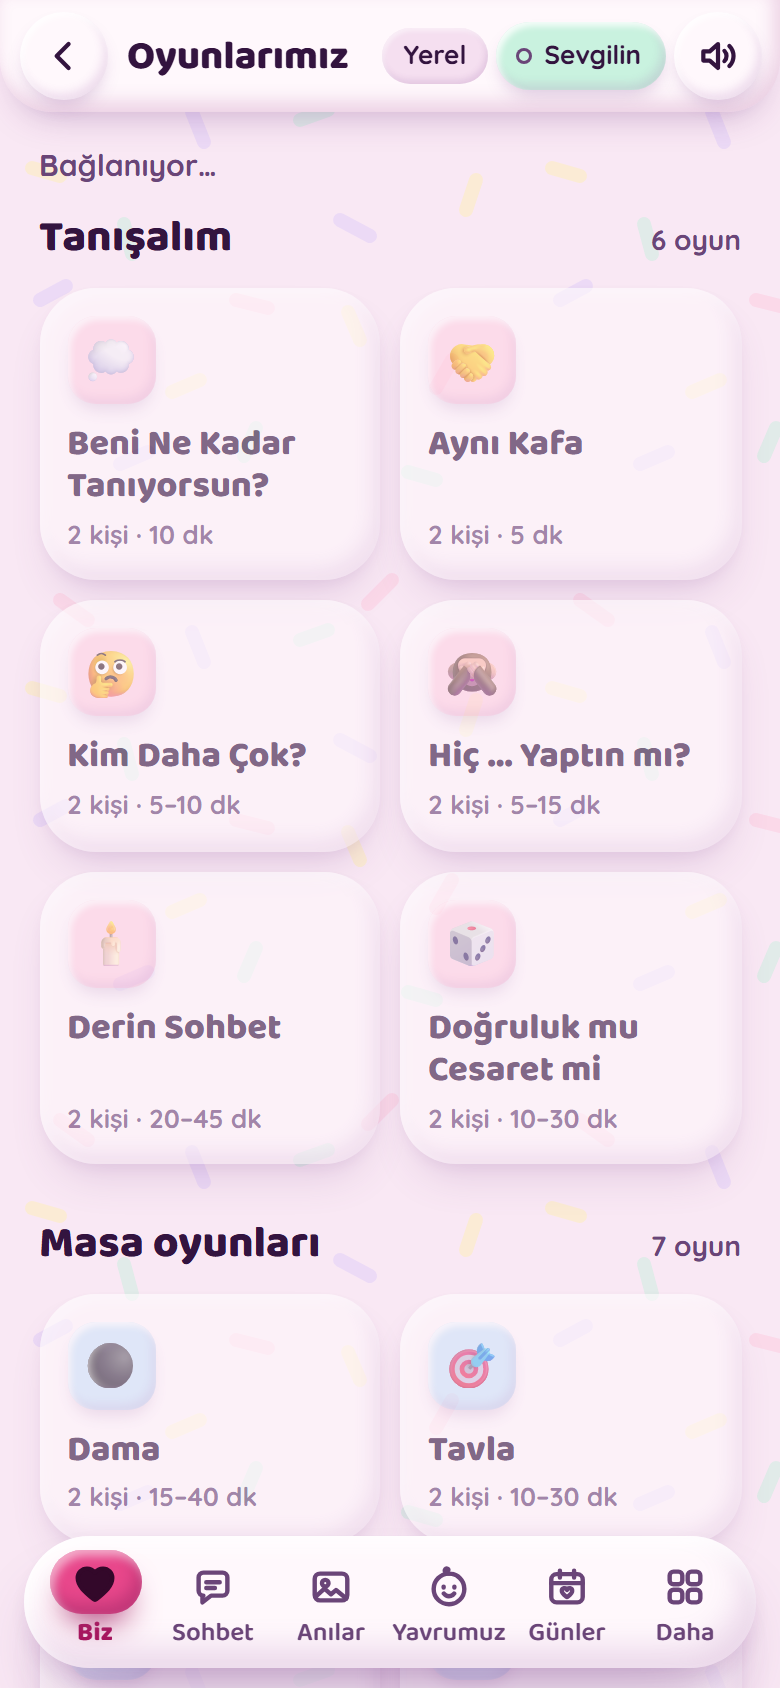 Oyunlarımız
Yerel
Sevgilin
Bağlanıyor...
Tanışalım
6 oyun
Beni Ne Kadar
Tanıyorsun?
2 kişi · 10 dk
Aynı Kafa
2 kişi · 5 dk
Kim Daha Çok?
2 kişi · 5–10 dk
Hiç ... Yaptın mı?
2 kişi · 5–15 dk
Derin Sohbet
2 kişi · 20–45 dk
Doğruluk mu
Cesaret mi
2 kişi · 10–30 dk
Masa oyunları
7 oyun
Dama
2 kişi · 15–40 dk
Tavla
2 kişi · 10–30 dk
Biz
Sohbet
Anılar
Yavrumuz
Günler
Daha